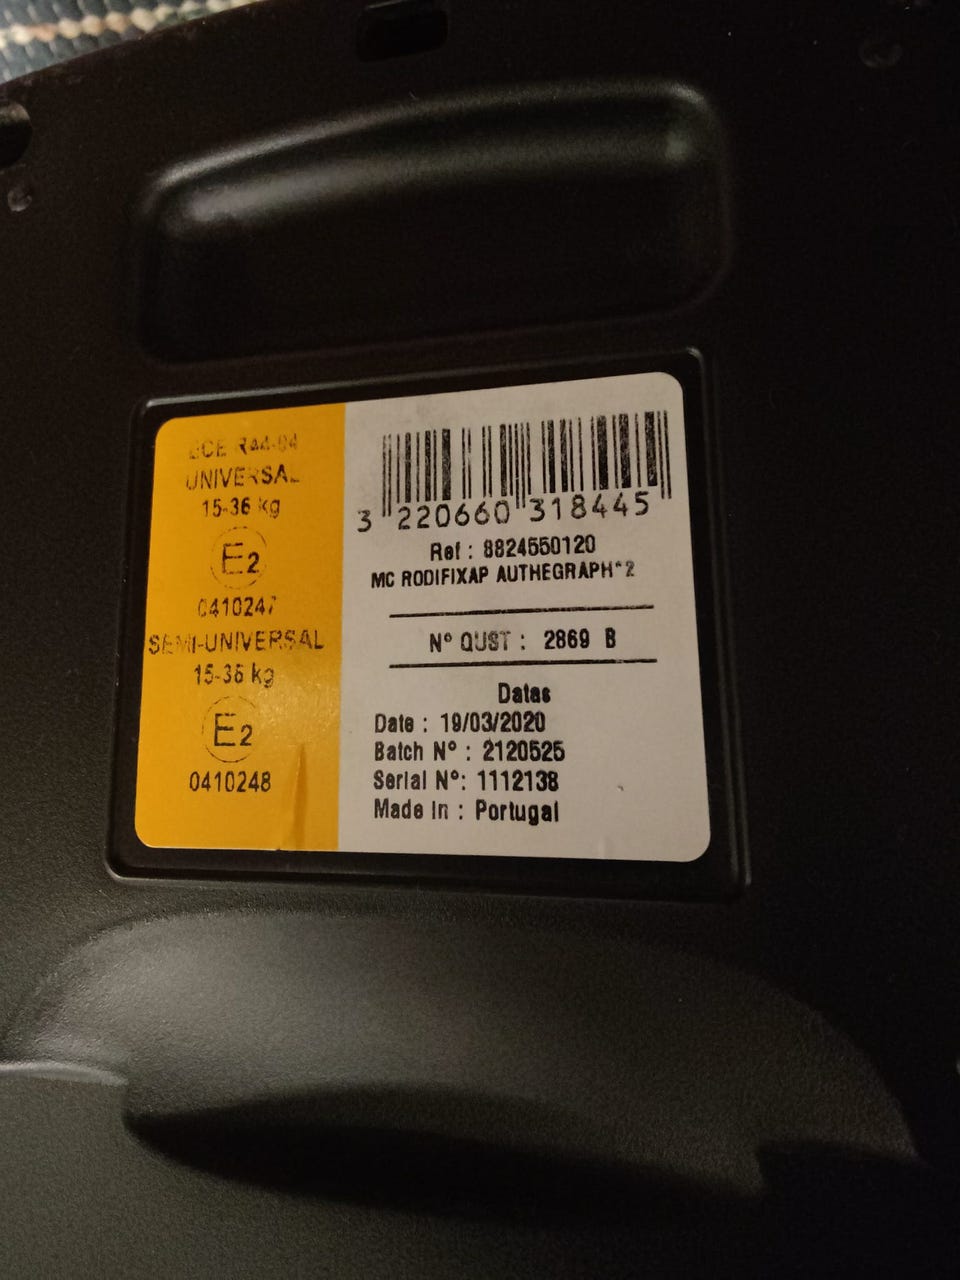 ECE R44-04
UNIVERSAL
15-36 kg
E2
0410247
SEMI-UNIVERSAL
15-36 kg
E2
0410248
3 220660 318445
Ref : 8824550120
MC RODIFIXAP AUTHEGRAPH*2
N° QUST : 2869 B
Datas
Date : 19/03/2020
Batch N° : 2120525
Serial N°: 1112138
Made in : Portugal